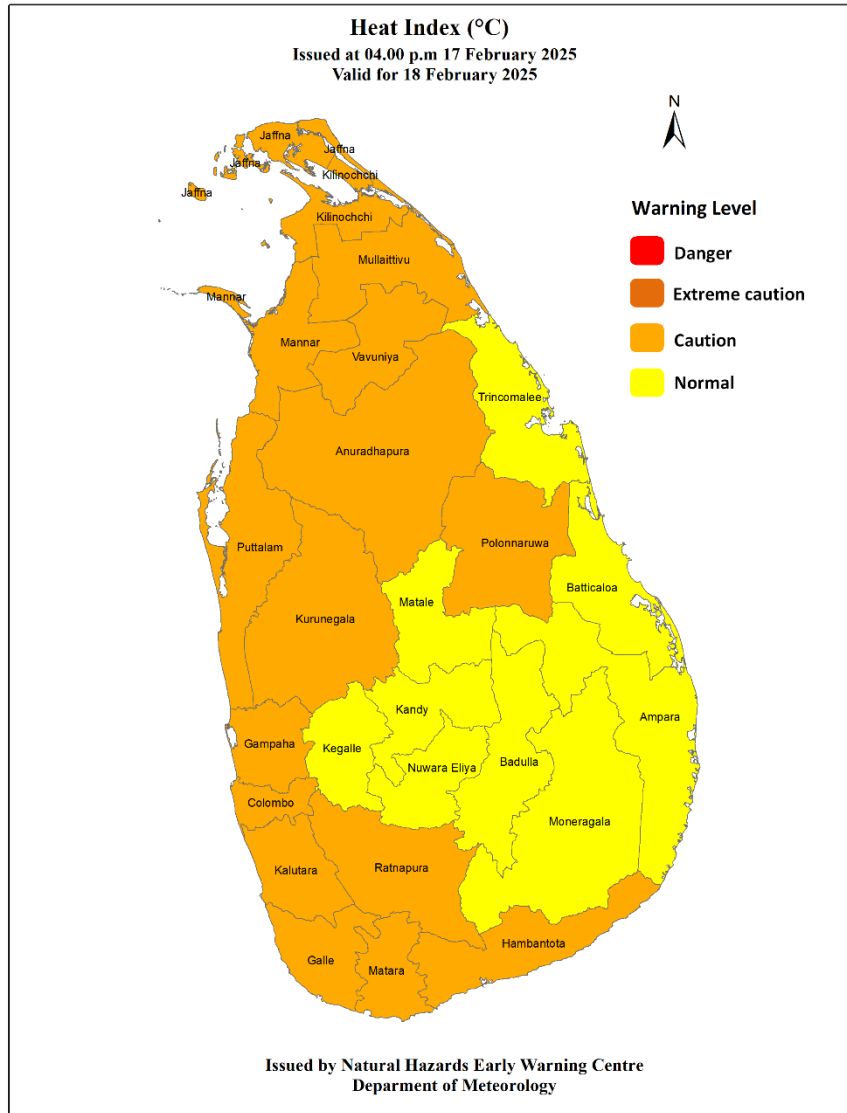 Heat Index (°C)
Issued at 04.00 p.m 17 February 2025
Valid for 18 February 2025
N
Jaffna
Jaffna
Jaffna
Kilinochchi
Jaffna
Kilinochchi
Warning Level
Danger
Mullaittivu
Extreme caution
Mannar
Caution
Mannar
Vavuniya
Normal
Trincomalee
Anuradhapura
Puttalam
Polonnaruwa
Batticaloa
Matale
Kurunegala
Kandy
Ampara
Gampaha
Kegalle
Nuwara Eliya
Badulla
Colombo
Moneragala
Kalutara
Ratnapura
Hambantota
Galle
Matara
Issued by Natural Hazards Early Warning Centre
Deparment of Meteorology